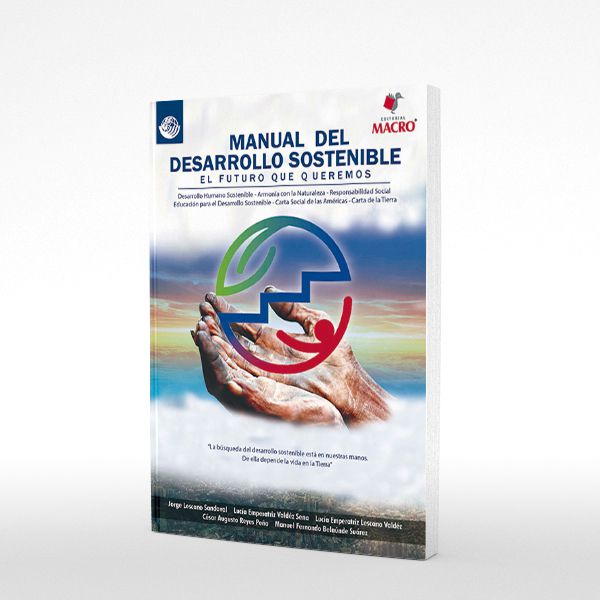 EDITORIAL
MACRO®
MANUAL DEL
DESARROLLO SOSTENIBLE
EL FUTURO QUE QUEREMOS
Desarrollo Humano Sostenible - Armonía con la Naturaleza - Responsabilidad Social
Educación para el Desarrollo Sostenible - Carta Social de las Américas - Carta de la Tierra
"La búsqueda del desarrollo sostenible está en nuestras manos.
De ella depende la vida en la Tierra"
Jorge Lescano Sandoval Lucía Emperatriz Valdéz Sena Lucía Emperatriz Lescano Valdéz
César Augusto Reyes Peña Manuel Fernando Belaúnde Suárez